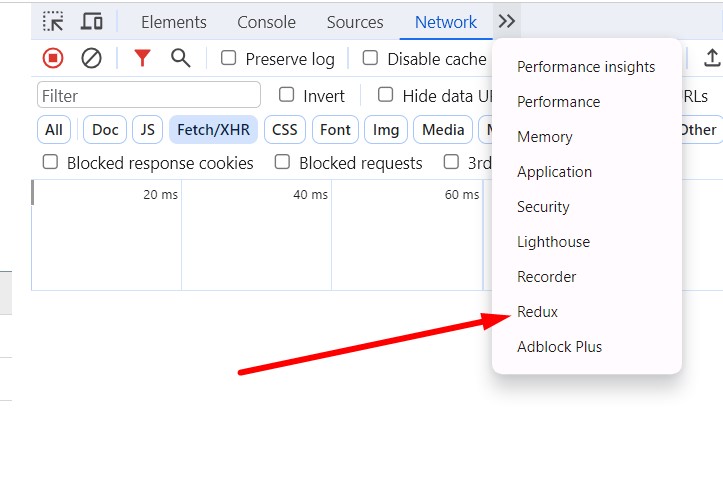 Elements Console Sources Network
Preserve log Disable cache
Performance insights
Filter Invert Hide data URLs
Performance
All Doc JS Fetch/XHR CSS Font Img Media Other
Memory
Blocked response cookies Blocked requests 3rd
Application
20 ms 40 ms 60 ms
Security
Lighthouse
Recorder
Redux
Adblock Plus